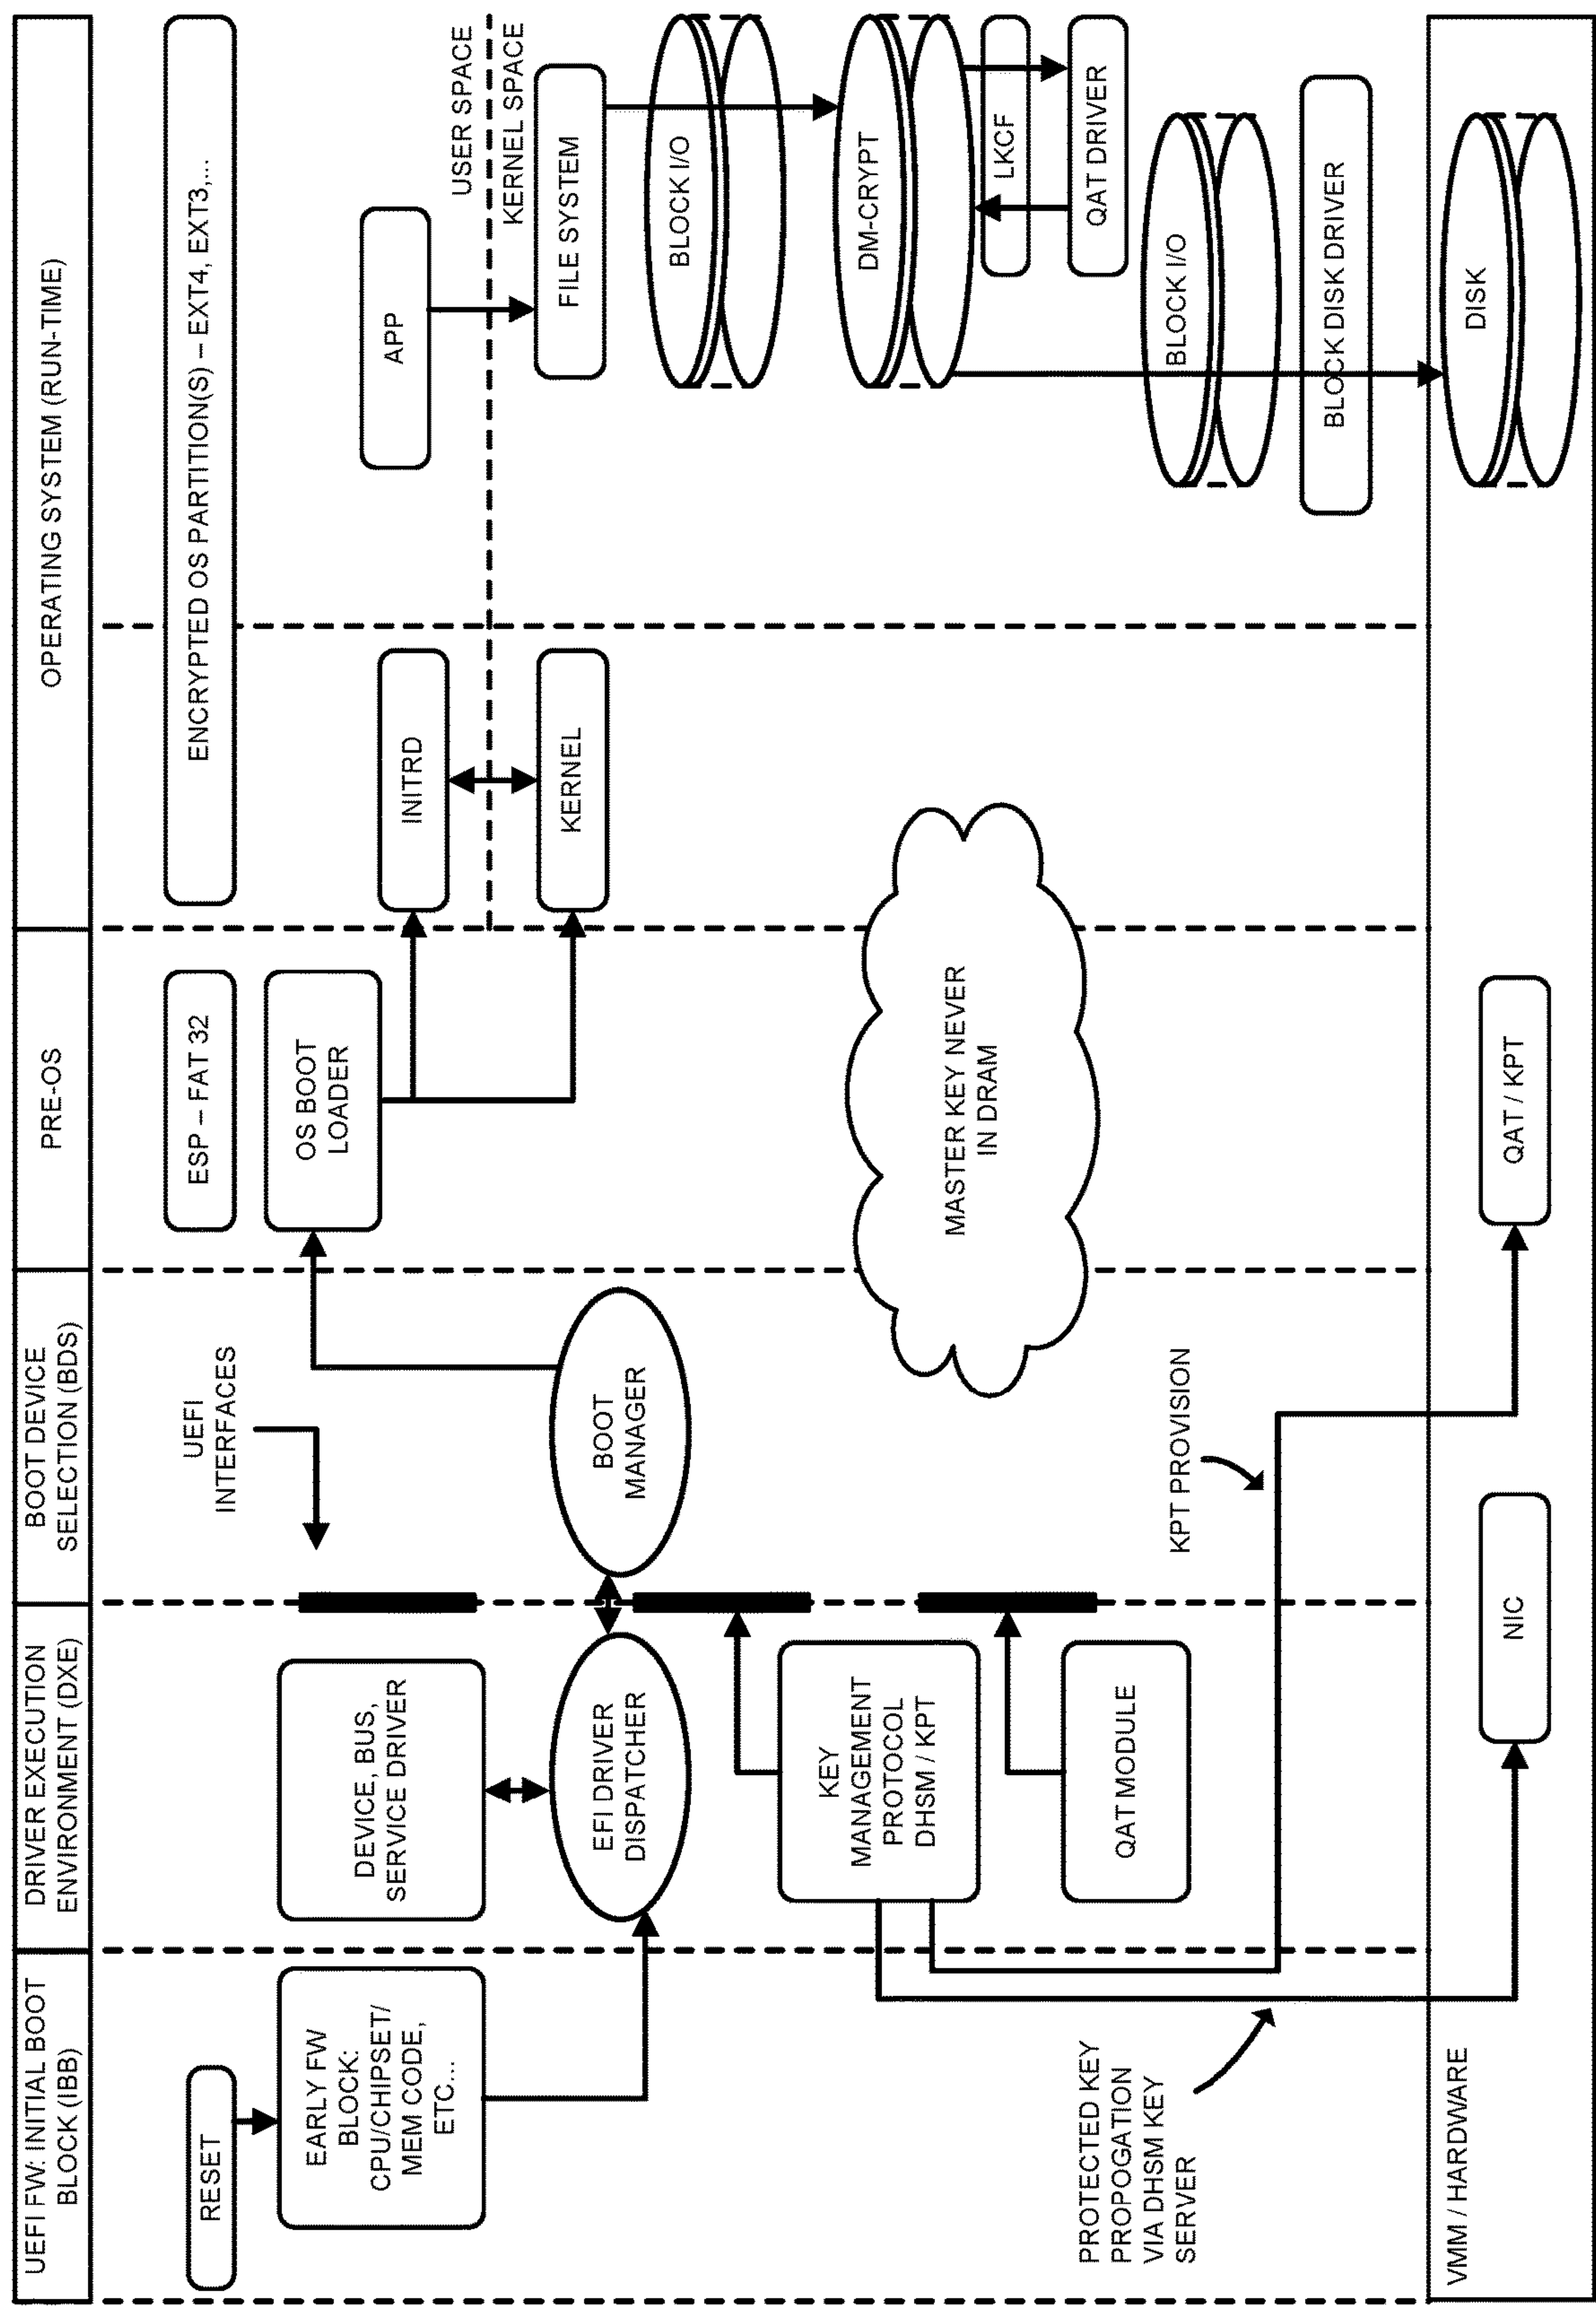 UEFI FW: INITIAL BOOT
BLOCK (IBB)
DRIVER EXECUTION
ENVIRONMENT (DXE)
BOOT DEVICE
SELECTION (BDS)
PRE-OS
OPERATING SYSTEM (RUN-TIME)
RESET
EARLY FW
BLOCK:
CPU/CHIPSET/
MEM CODE,
ETC...
DEVICE, BUS,
SERVICE DRIVER
EFI DRIVER
DISPATCHER
UEFI
INTERFACES
BOOT
MANAGER
ESP – FAT 32
OS BOOT
LOADER
ENCRYPTED OS PARTITION(S) – EXT4, EXT3,...
INITRD
KERNEL
APP
USER SPACE
KERNEL SPACE
FILE SYSTEM
BLOCK I/O
DM-CRYPT
LKCF
QAT DRIVER
BLOCK I/O
BLOCK DISK DRIVER
DISK
KEY
MANAGEMENT
PROTOCOL
DHSM / KPT
QAT MODULE
MASTER KEY NEVER
IN DRAM
KPT PROVISION
PROTECTED KEY
PROPOGATION
VIA DHSM KEY
SERVER
VMM / HARDWARE
NIC
QAT / KPT